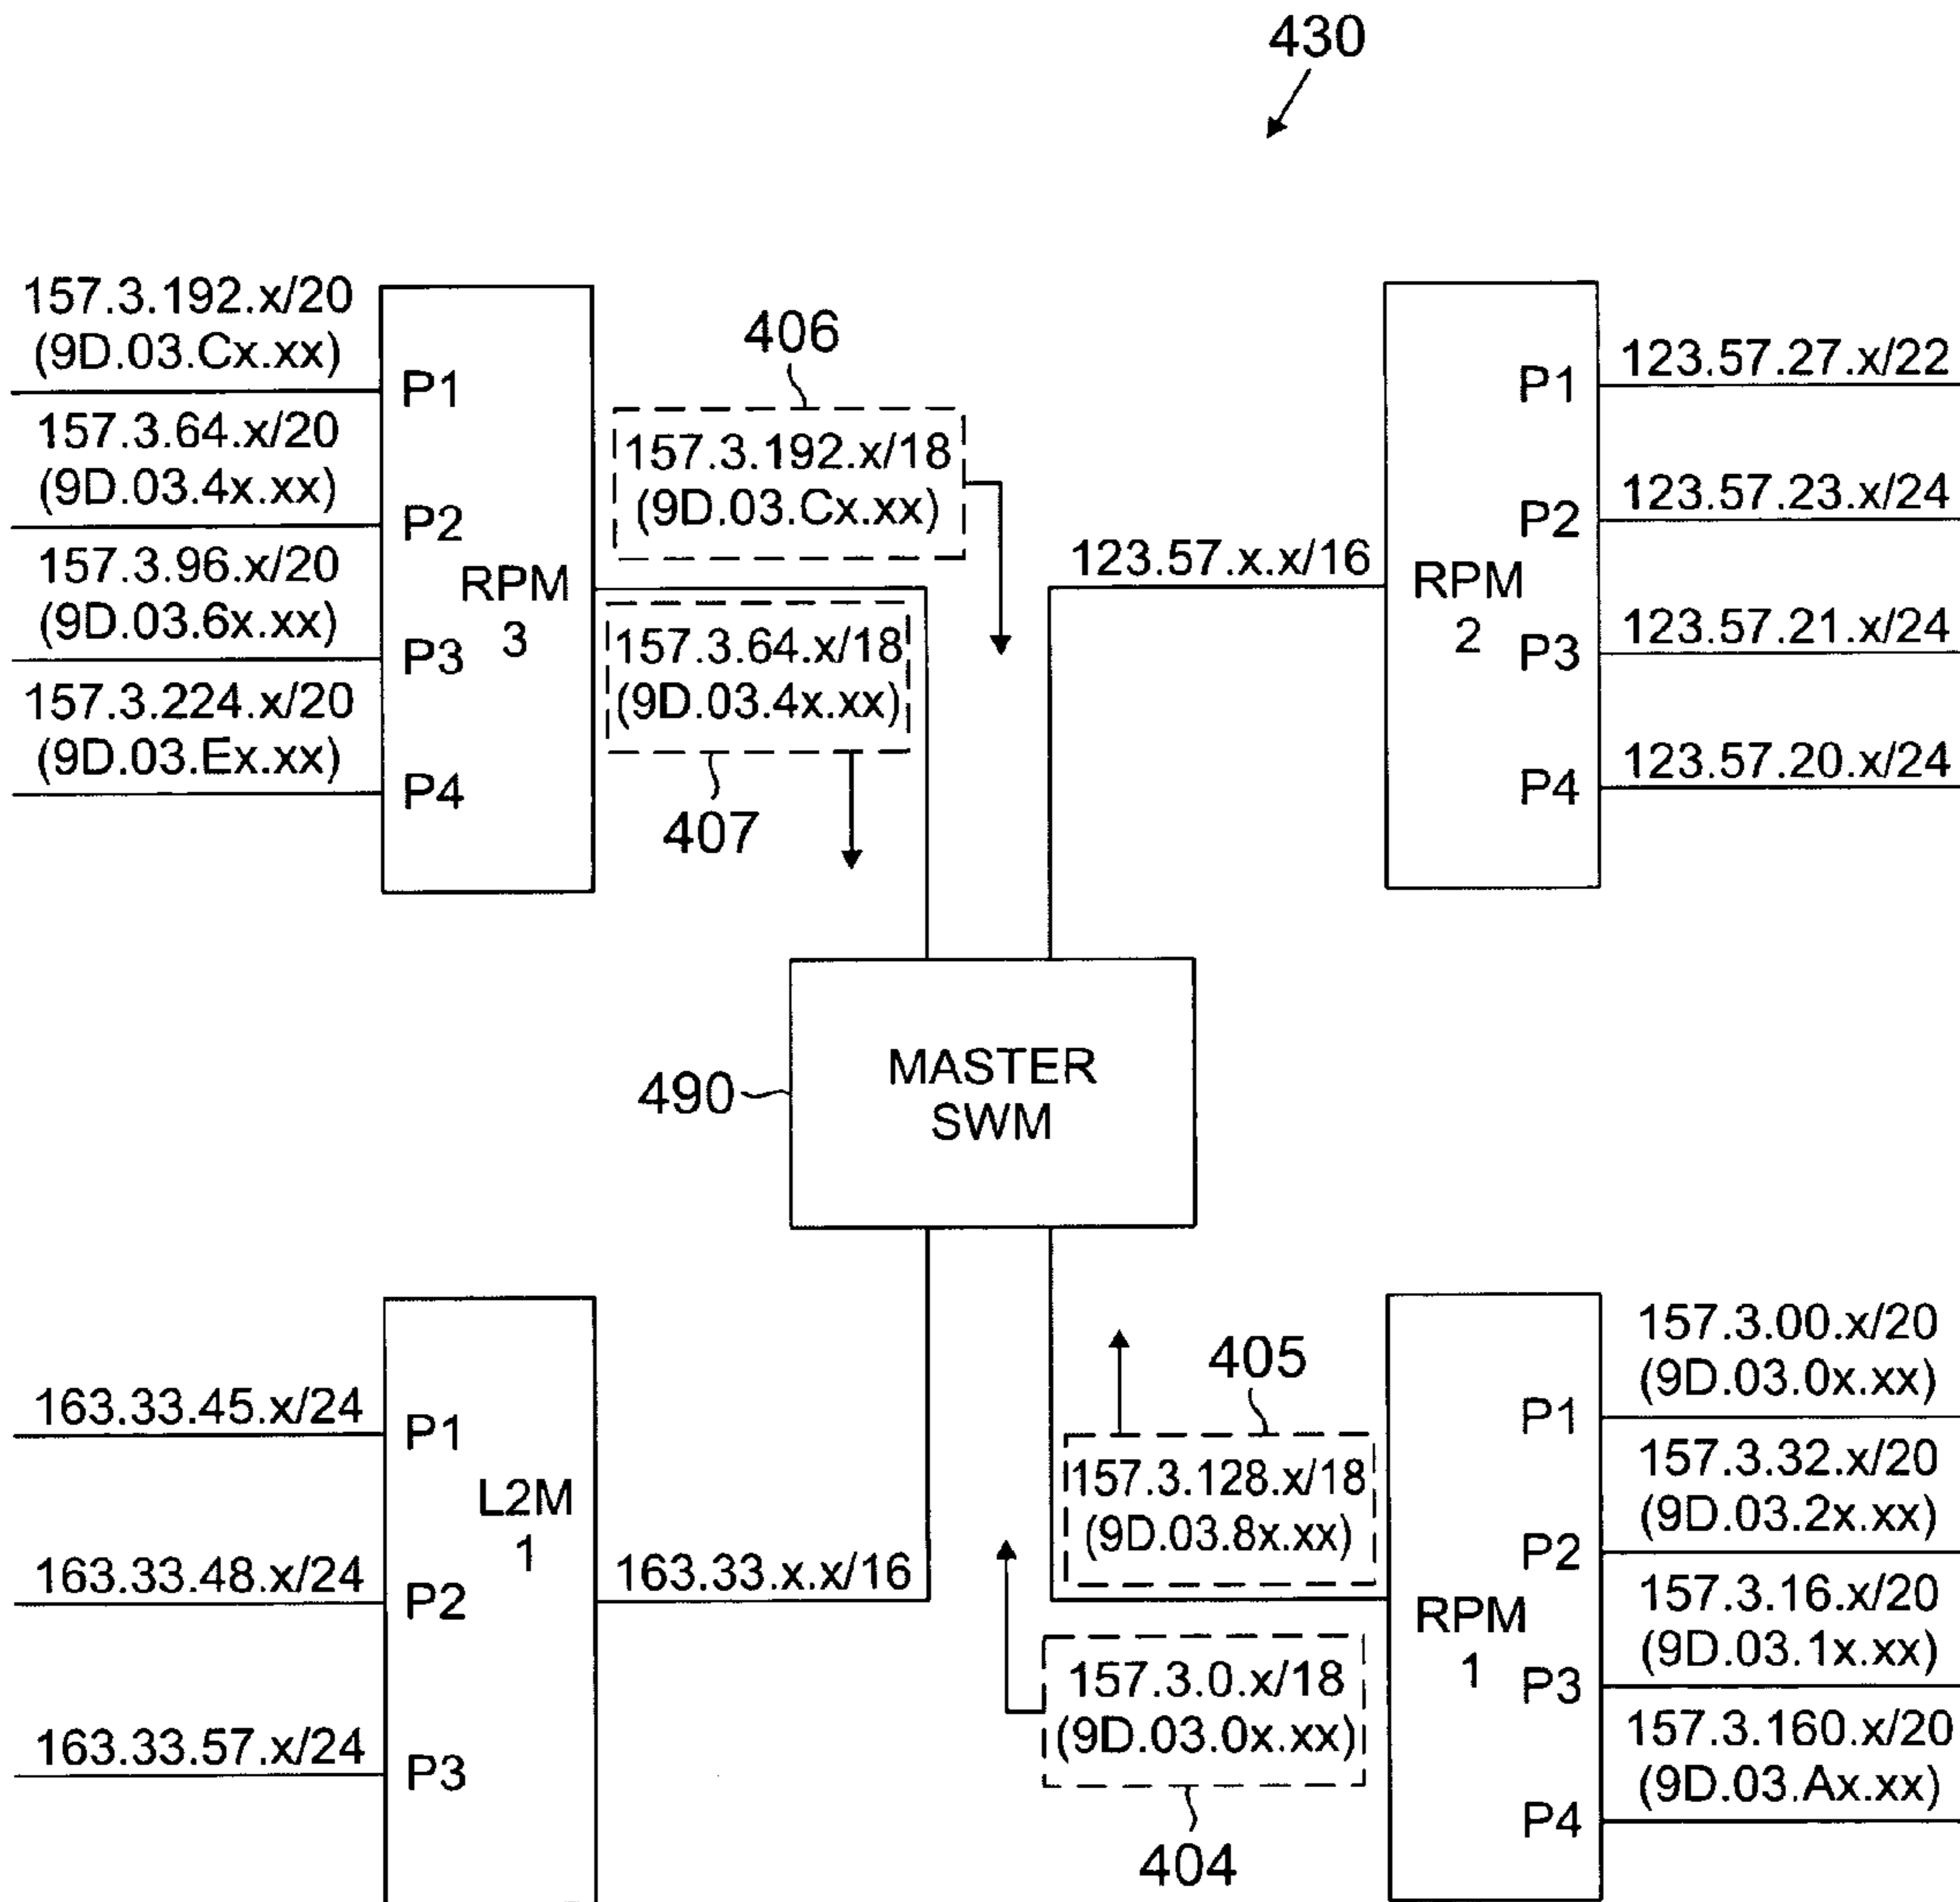 430
157.3.192.x/20
(9D.03.Cx.xx)
P1
157.3.64.x/20
(9D.03.4x.xx)
P2
157.3.96.x/20
(9D.03.6x.xx)
P3
157.3.224.x/20
(9D.03.Ex.xx)
P4
RPM
3
406
157.3.192.x/18
(9D.03.Cx.xx)
157.3.64.x/18
(9D.03.4x.xx)
407
123.57.x.x/16
RPM
2
P1
123.57.27.x/22
P2
123.57.23.x/24
P3
123.57.21.x/24
P4
123.57.20.x/24
490
MASTER
SWM
163.33.45.x/24
P1
163.33.48.x/24
P2
163.33.57.x/24
P3
L2M
1
163.33.x.x/16
405
157.3.128.x/18
(9D.03.8x.xx)
157.3.0.x/18
(9D.03.0x.xx)
404
RPM
1
157.3.00.x/20
(9D.03.0x.xx)
P1
157.3.32.x/20
(9D.03.2x.xx)
P2
157.3.16.x/20
(9D.03.1x.xx)
P3
157.3.160.x/20
(9D.03.Ax.xx)
P4